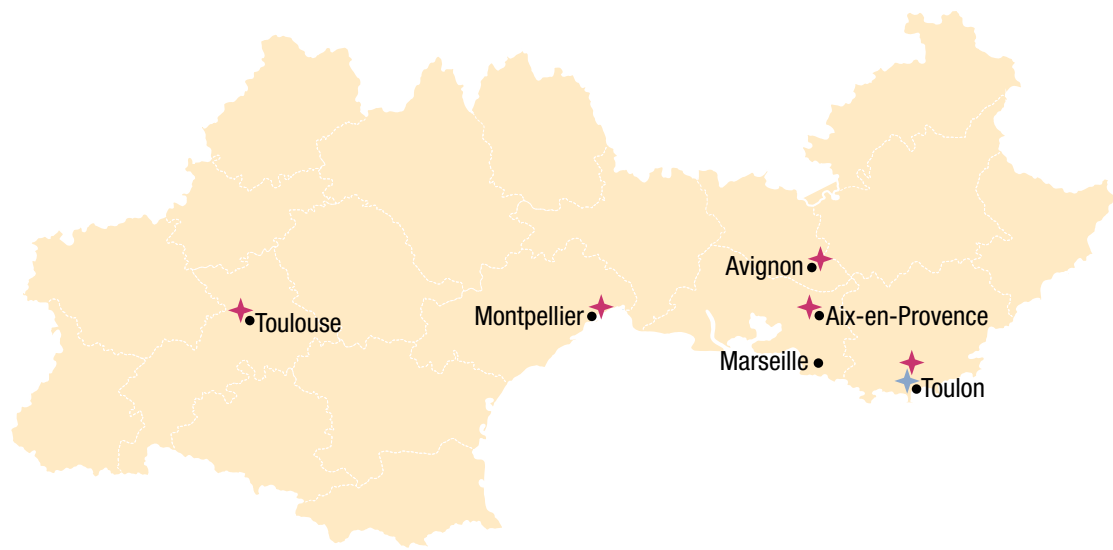 Avignon
Toulouse
Montpellier
Aix-en-Provence
Marseille
Toulon